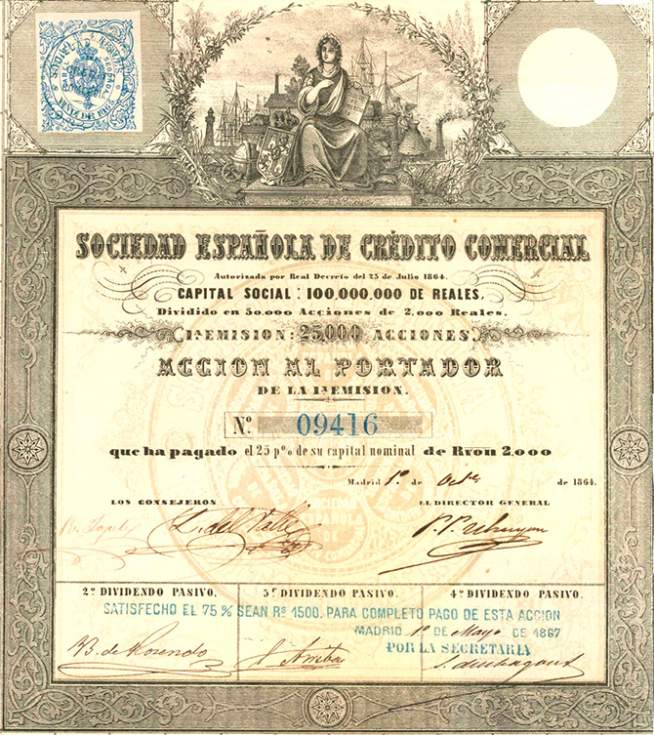 SOCIEDAD ESPAÑOLA DE CRÉDITO COMERCIAL
Autorizada por Real Decreto del 25 de Julio 1864.
CAPITAL SOCIAL: 100,000,000 DE REALES.
Dividido en 50.000 Acciones de 2,000 Reales.
(1ª EMISION: 25000 ACCIONES)
ACCION AL PORTADOR
DE LA 1ª EMISION.
Nº 09416
que ha pagado el 25 p% de su capital nominal de Rvon 2,000
Madrid 1º de Oct.e de 1864.
LOS CONSEJEROS
EL DIRECTOR GENERAL
L. del Valle
2º DIVIDENDO PASIVO.
3º DIVIDENDO PASIVO.
4º DIVIDENDO PASIVO.
SATISFECHO EL 75 % SEAN Rs 1500. PARA COMPLETO PAGO DE ESTA ACCION
MADRID 1º DE Mayo DE 1867
POR LA SECRETARIA